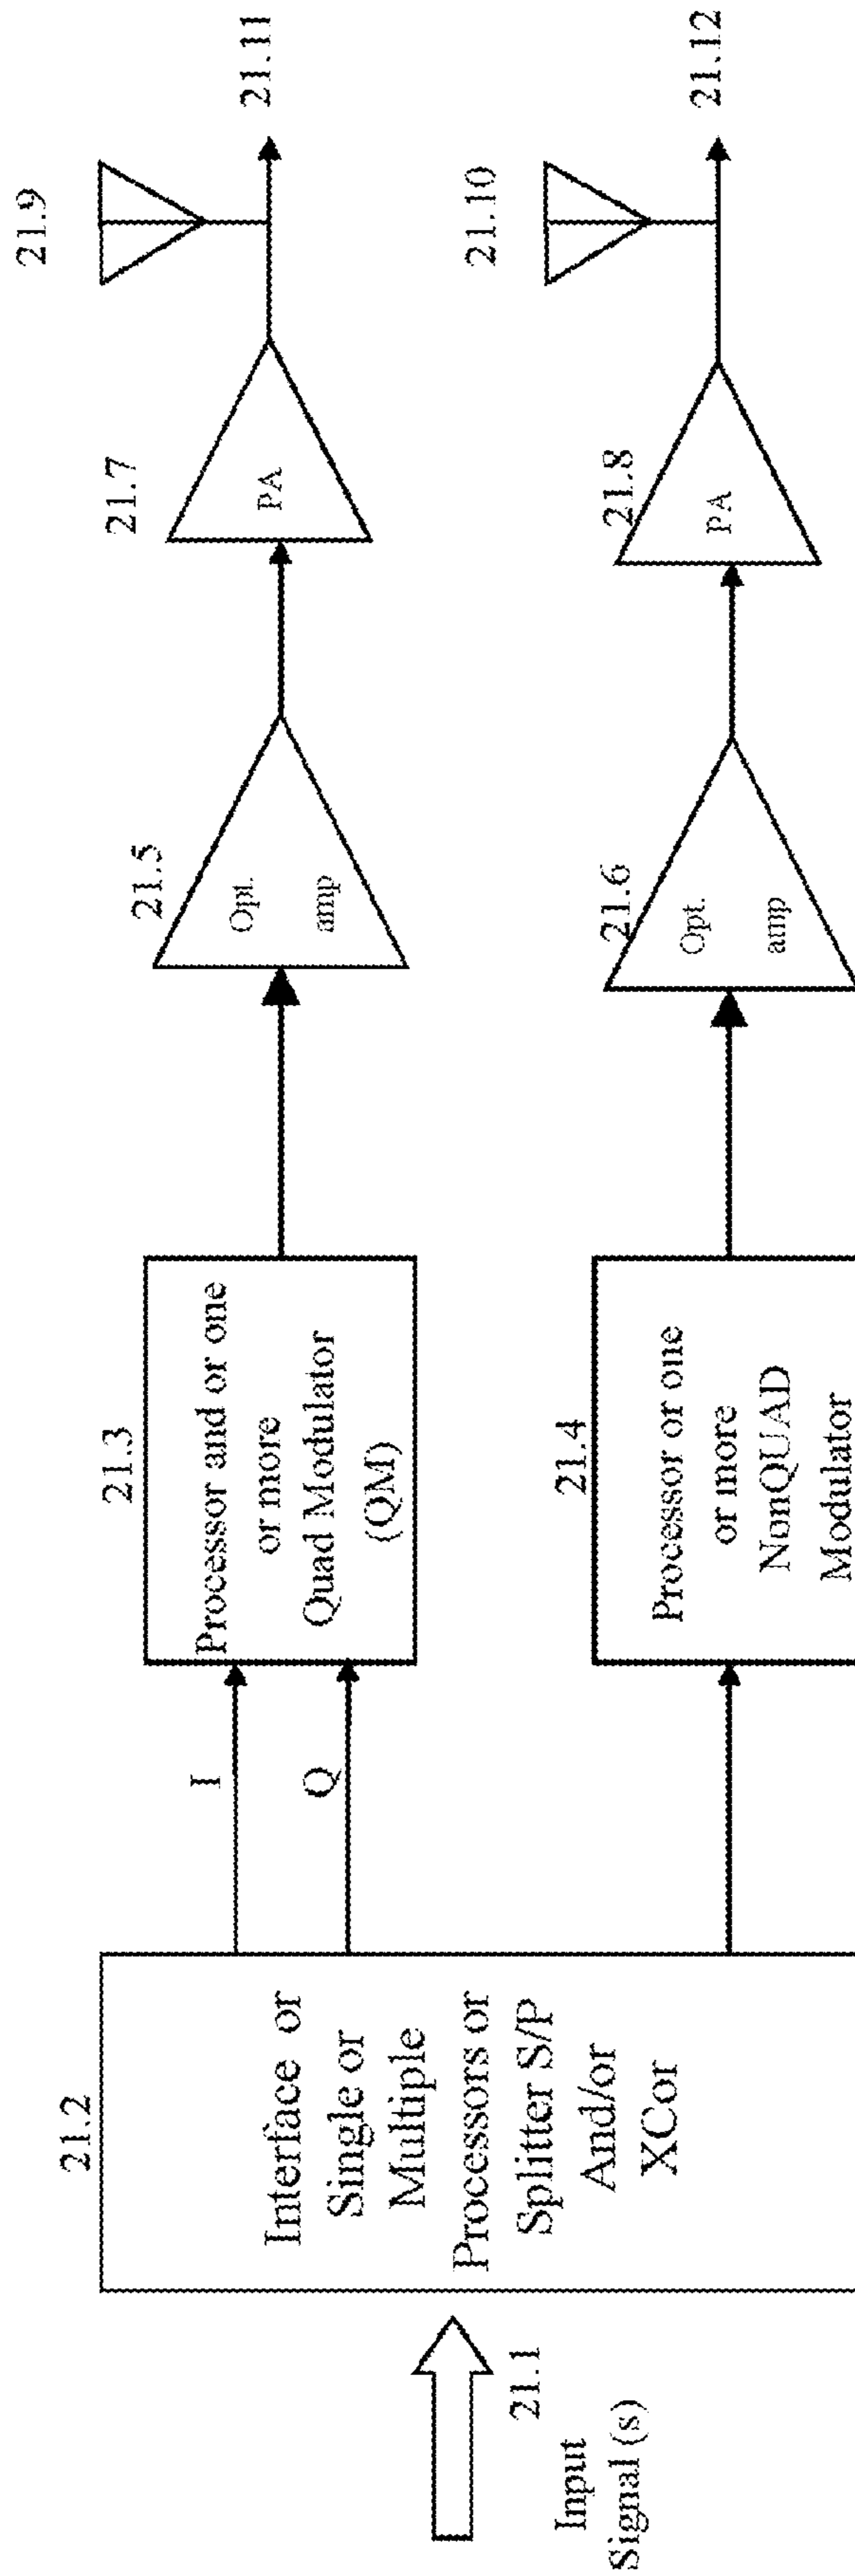 21.1
Input
Signal (s)
21.2
Interface or
Single or
Multiple
Processors or
Splitter S/P
And/or
XCor
I
Q
21.3
Processor and or one
or more
Quad Modulator
(QM)
21.5
Opt.
amp
21.7
PA
21.9
21.11
21.4
Processor or one
or more
NonQUAD
Modulator
21.6
Opt.
amp
21.8
PA
21.10
21.12